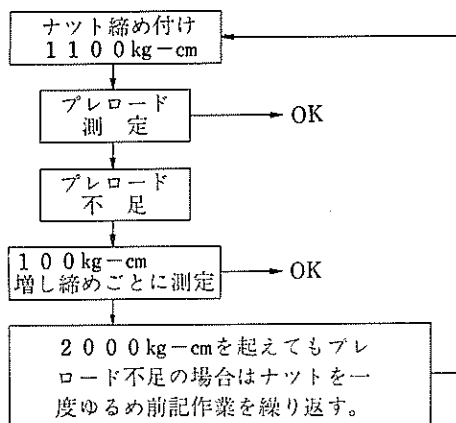 ナット締め付け
1100kg-cm
プレロード
測 定
OK
プレロード
不 足
100kg-cm
増し締めごとに測定
OK
2000kg-cmを起えてもプレ
ロード不足の場合はナットを一
度ゆるめ前記作業を繰り返す。